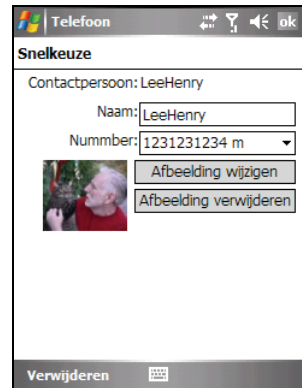 Telefoon ok
Snelkeuze
Contactpersoon: LeeHenry
Naam: LeeHenry
Nummber: 1231231234 m
Afbeelding wijzigen
Afbeelding verwijderen
Verwijderen